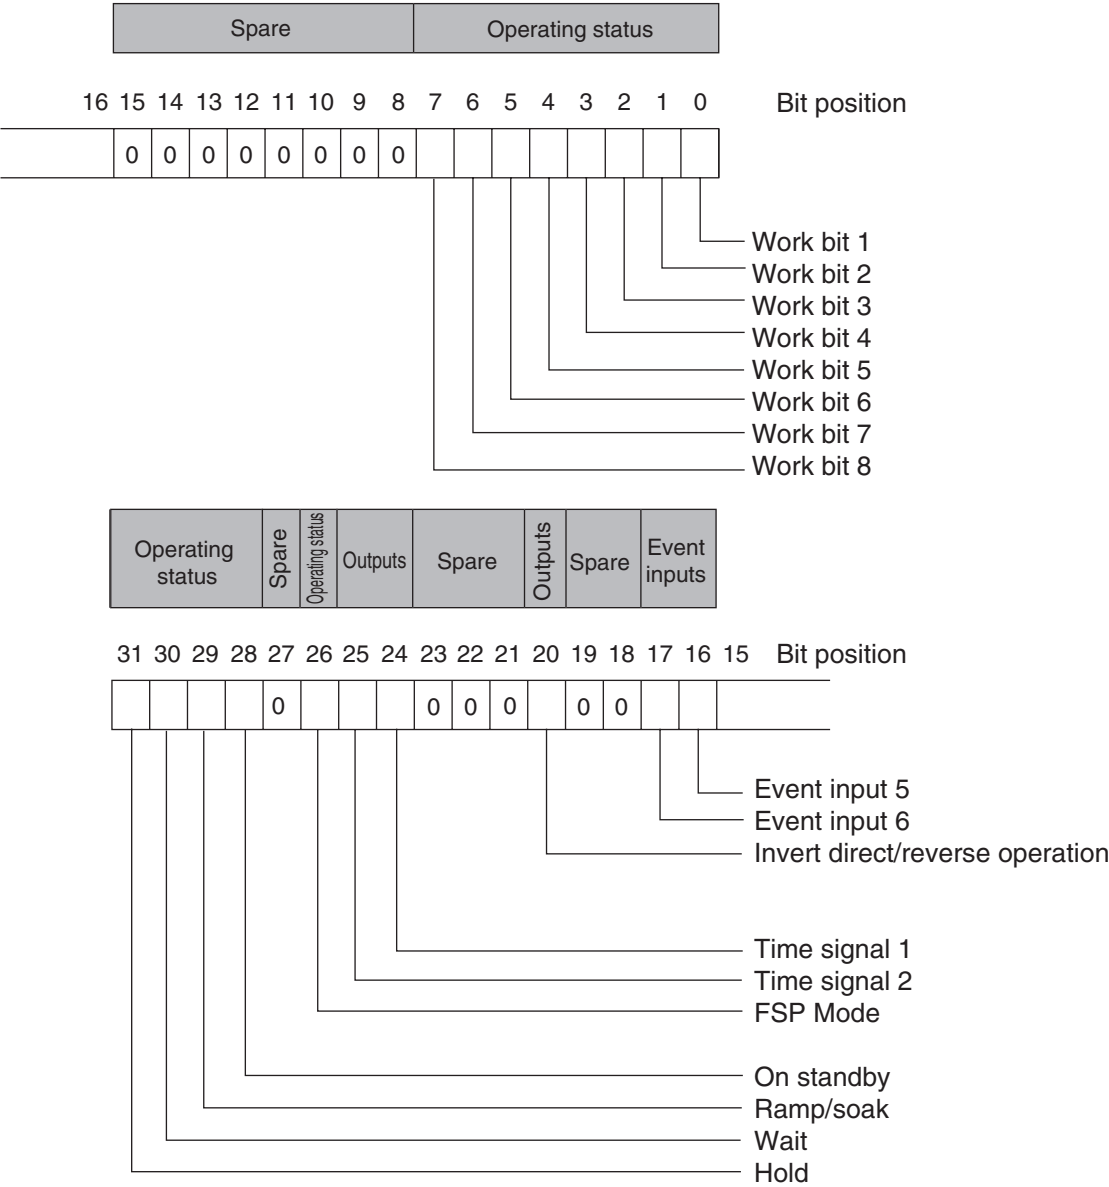 Spare Operating status
16 15 14 13 12 11 10 9 8 7 6 5 4 3 2 1 0 Bit position
0 0 0 0 0 0 0 0
Work bit 1
Work bit 2
Work bit 3
Work bit 4
Work bit 5
Work bit 6
Work bit 7
Work bit 8
Operating status Spare Operating status Outputs Spare Outputs Spare Event inputs
31 30 29 28 27 26 25 24 23 22 21 20 19 18 17 16 15 Bit position
0 0 0 0 0 0
Event input 5
Event input 6
Invert direct/reverse operation
Time signal 1
Time signal 2
FSP Mode
On standby
Ramp/soak
Wait
Hold